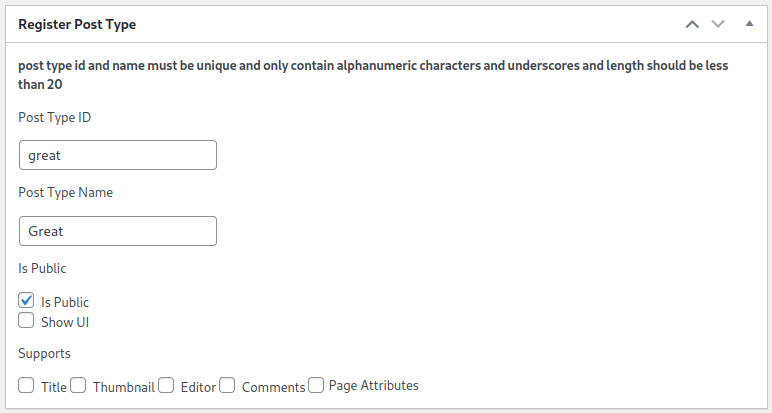 Register Post Type
post type id and name must be unique and only contain alphanumeric characters and underscores and length should be less
than 20
Post Type ID
great
Post Type Name
Great
Is Public
Is Public
Show UI
Supports
Title Thumbnail Editor Comments Page Attributes